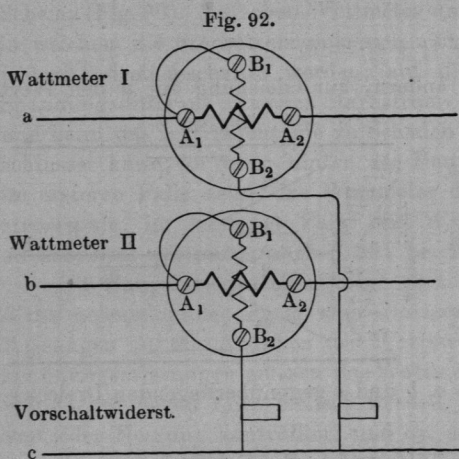 Fig. 92.
Wattmeter I
B₁
a
A₁
A₂
B₂
Wattmeter II
B₁
b
A₁
A₂
B₂
Vorschaltwiderst.
c